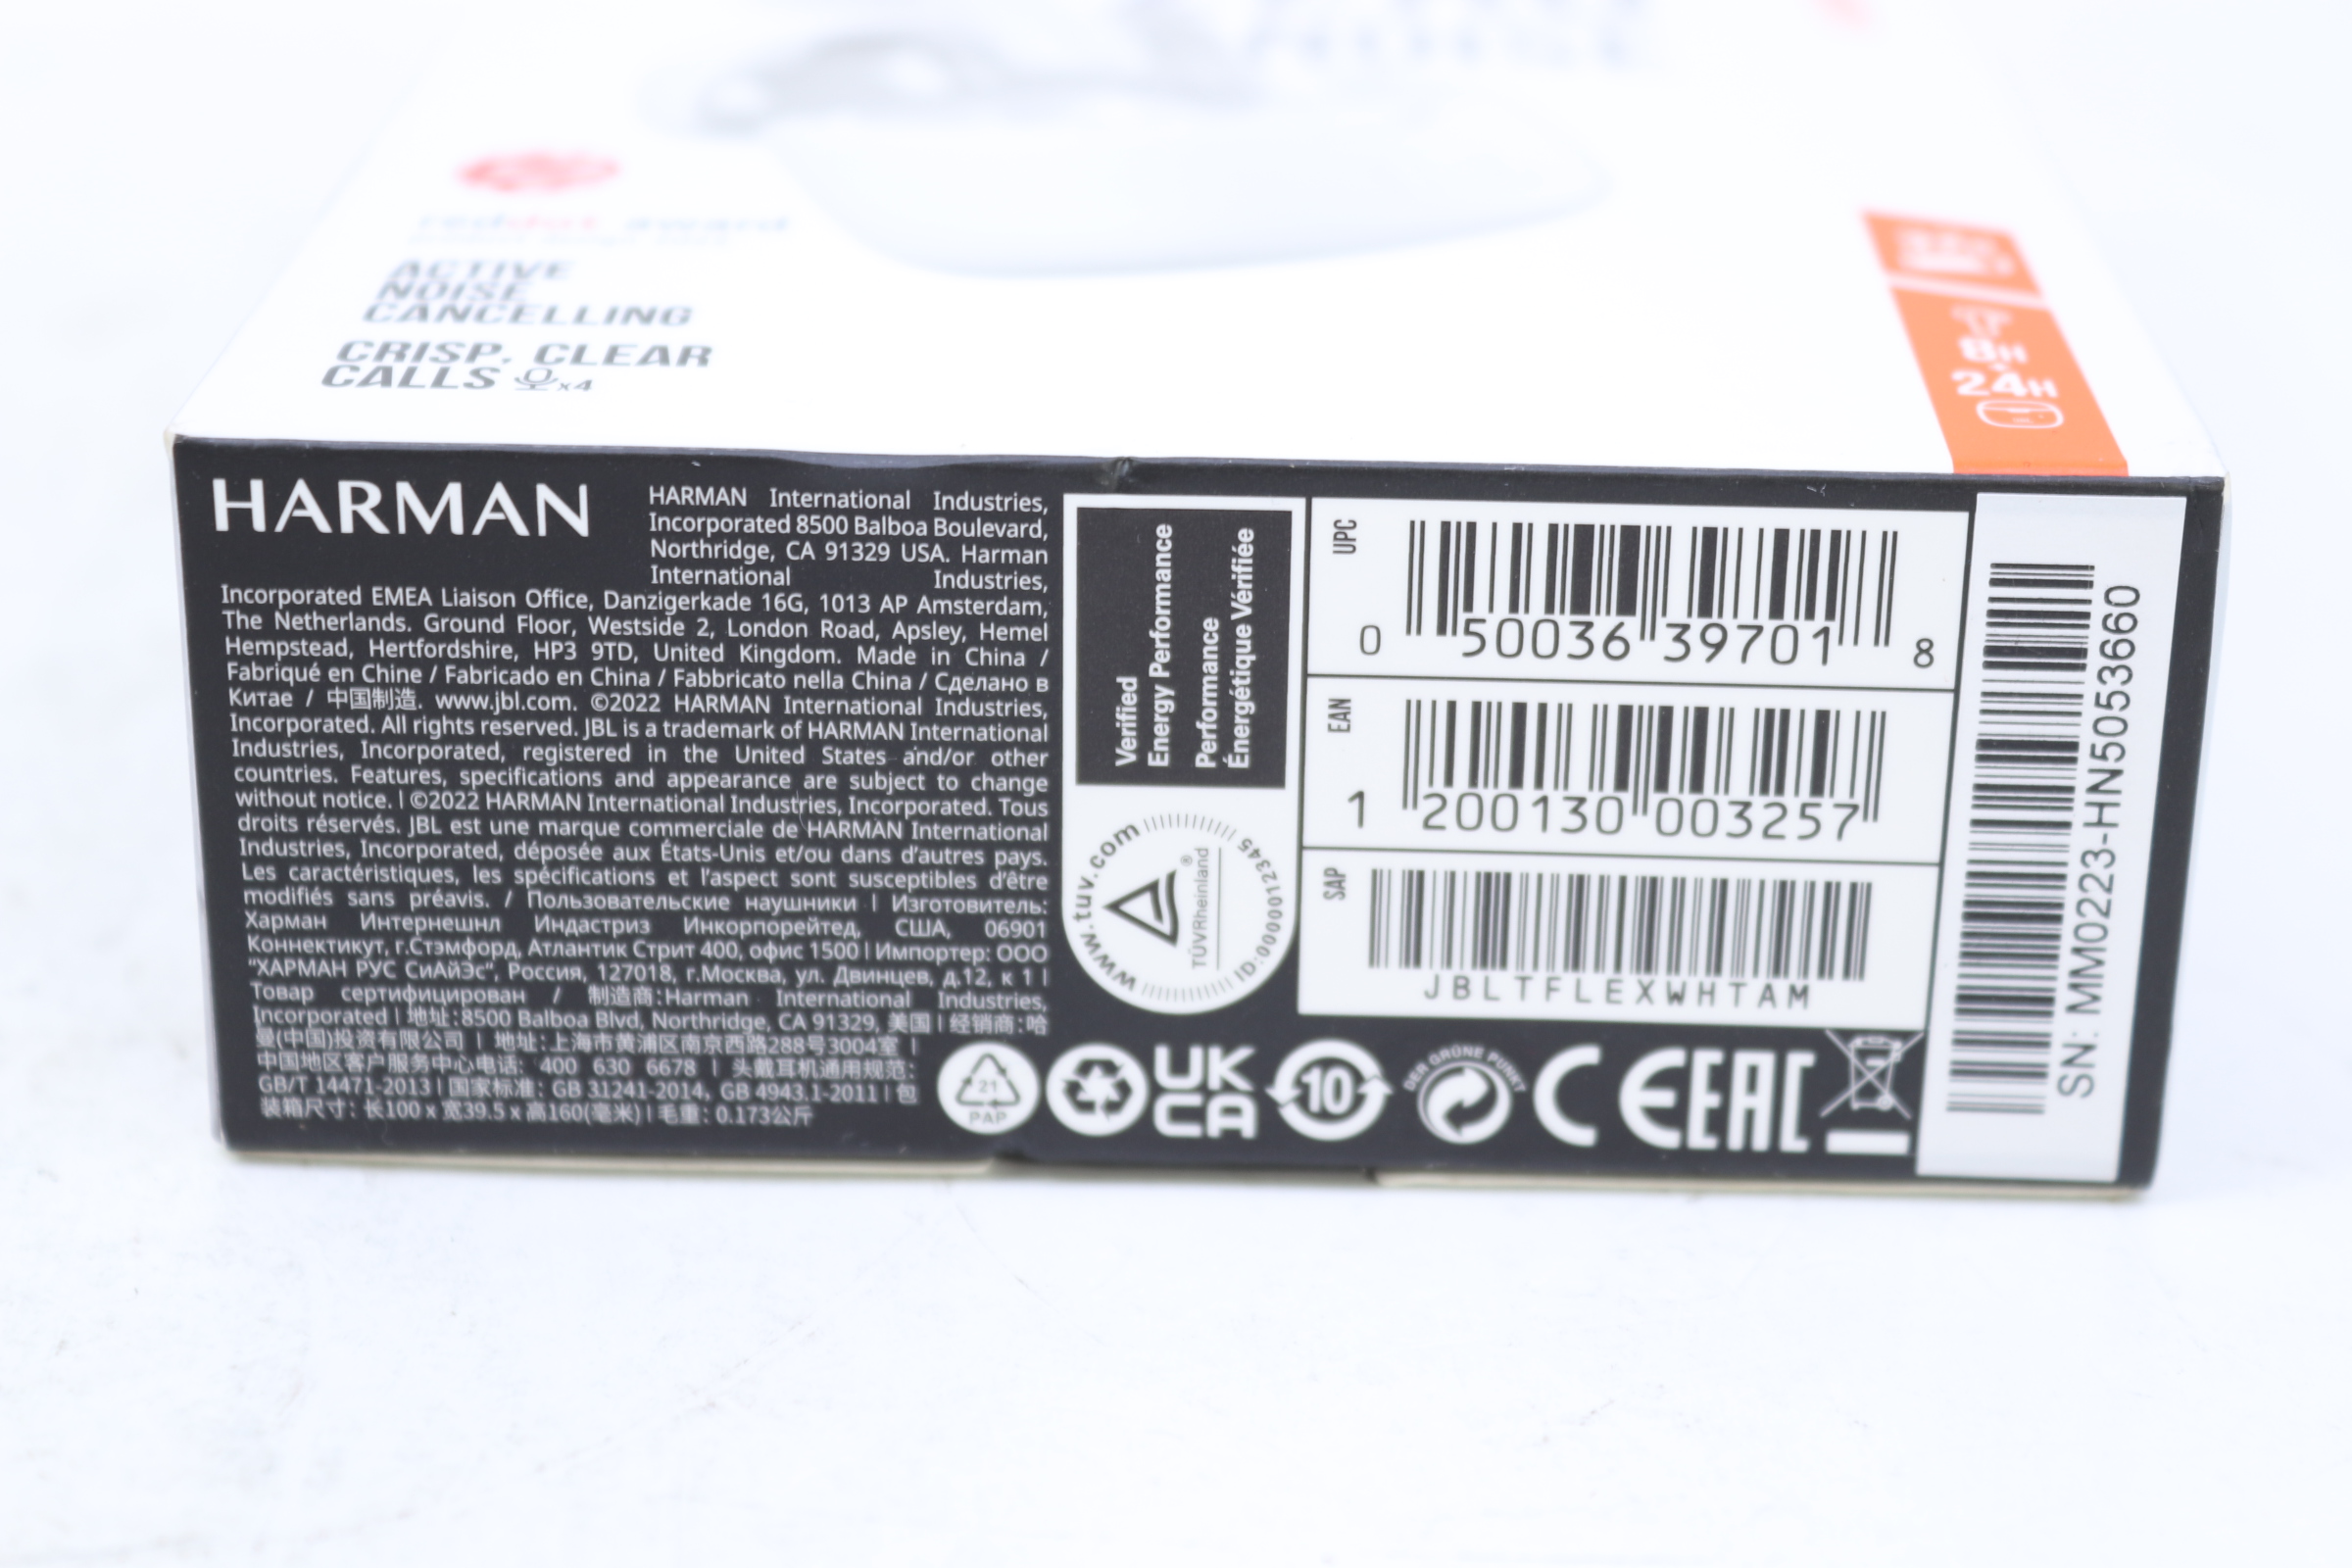 reddot award
ACTIVE
NOISE
CANCELLING
CRISP, CLEAR
CALLS x4
8H
+
24H
HARMAN
HARMAN International Industries,
Incorporated 8500 Balboa Boulevard,
Northridge, CA 91329 USA. Harman
International Industries,
Incorporated EMEA Liaison Office, Danzigerkade 16G, 1013 AP Amsterdam,
The Netherlands. Ground Floor, Westside 2, London Road, Apsley, Hemel
Hempstead, Hertfordshire, HP3 9TD, United Kingdom. Made in China /
Fabriqué en Chine / Fabricado en China / Fabbricato nella China / Сделано в
Китае / 中国制造. www.jbl.com. ©2022 HARMAN International Industries,
Incorporated. All rights reserved. JBL is a trademark of HARMAN International
Industries, Incorporated, registered in the United States and/or other
countries. Features, specifications and appearance are subject to change
without notice. | ©2022 HARMAN International Industries, Incorporated. Tous
droits réservés. JBL est une marque commerciale de HARMAN International
Industries, Incorporated, déposée aux États-Unis et/ou dans d'autres pays.
Les caractéristiques, les spécifications et l'aspect sont susceptibles d'être
modifiés sans préavis. / Пользовательские наушники | Изготовитель:
Харман Интернешнл Индастриз Инкорпорейтед, США, 06901
Коннектикут, г.Стэмфорд, Атлантик Стрит 400, офис 1500 | Импортер: ООО
"ХАРМАН РУС СиАйЭс", Россия, 127018, г.Москва, ул. Двинцев, д.12, к 1 |
Товар сертифицирован / 制造商:Harman International Industries,
Incorporated | 地址:8500 Balboa Blvd, Northridge, CA 91329, 美国 | 经销商:哈
曼(中国)投资有限公司 | 地址:上海市黄浦区南京西路288号3004室 |
中国地区客户服务中心电话: 400 630 6678 | 头戴耳机通用规范:
GB/T 14471-2013 | 国家标准: GB 31241-2014, GB 4943.1-2011 | 包
装箱尺寸: 长100 x 宽39.5 x 高160(毫米) | 毛重: 0.173公斤
Verified
Energy Performance
Performance
Énergétique Vérifiée
www.tuv.com
TÜVRheinland®
ID:0000012345
UPC
0 50036 39701 8
EAN
1 200130 003257
SAP
JBLTFLEXWHTAM
21
PAP
UK
CA
10
DER GRÜNE PUNKT
CE
EAC
SN: MM0223-HN5053660